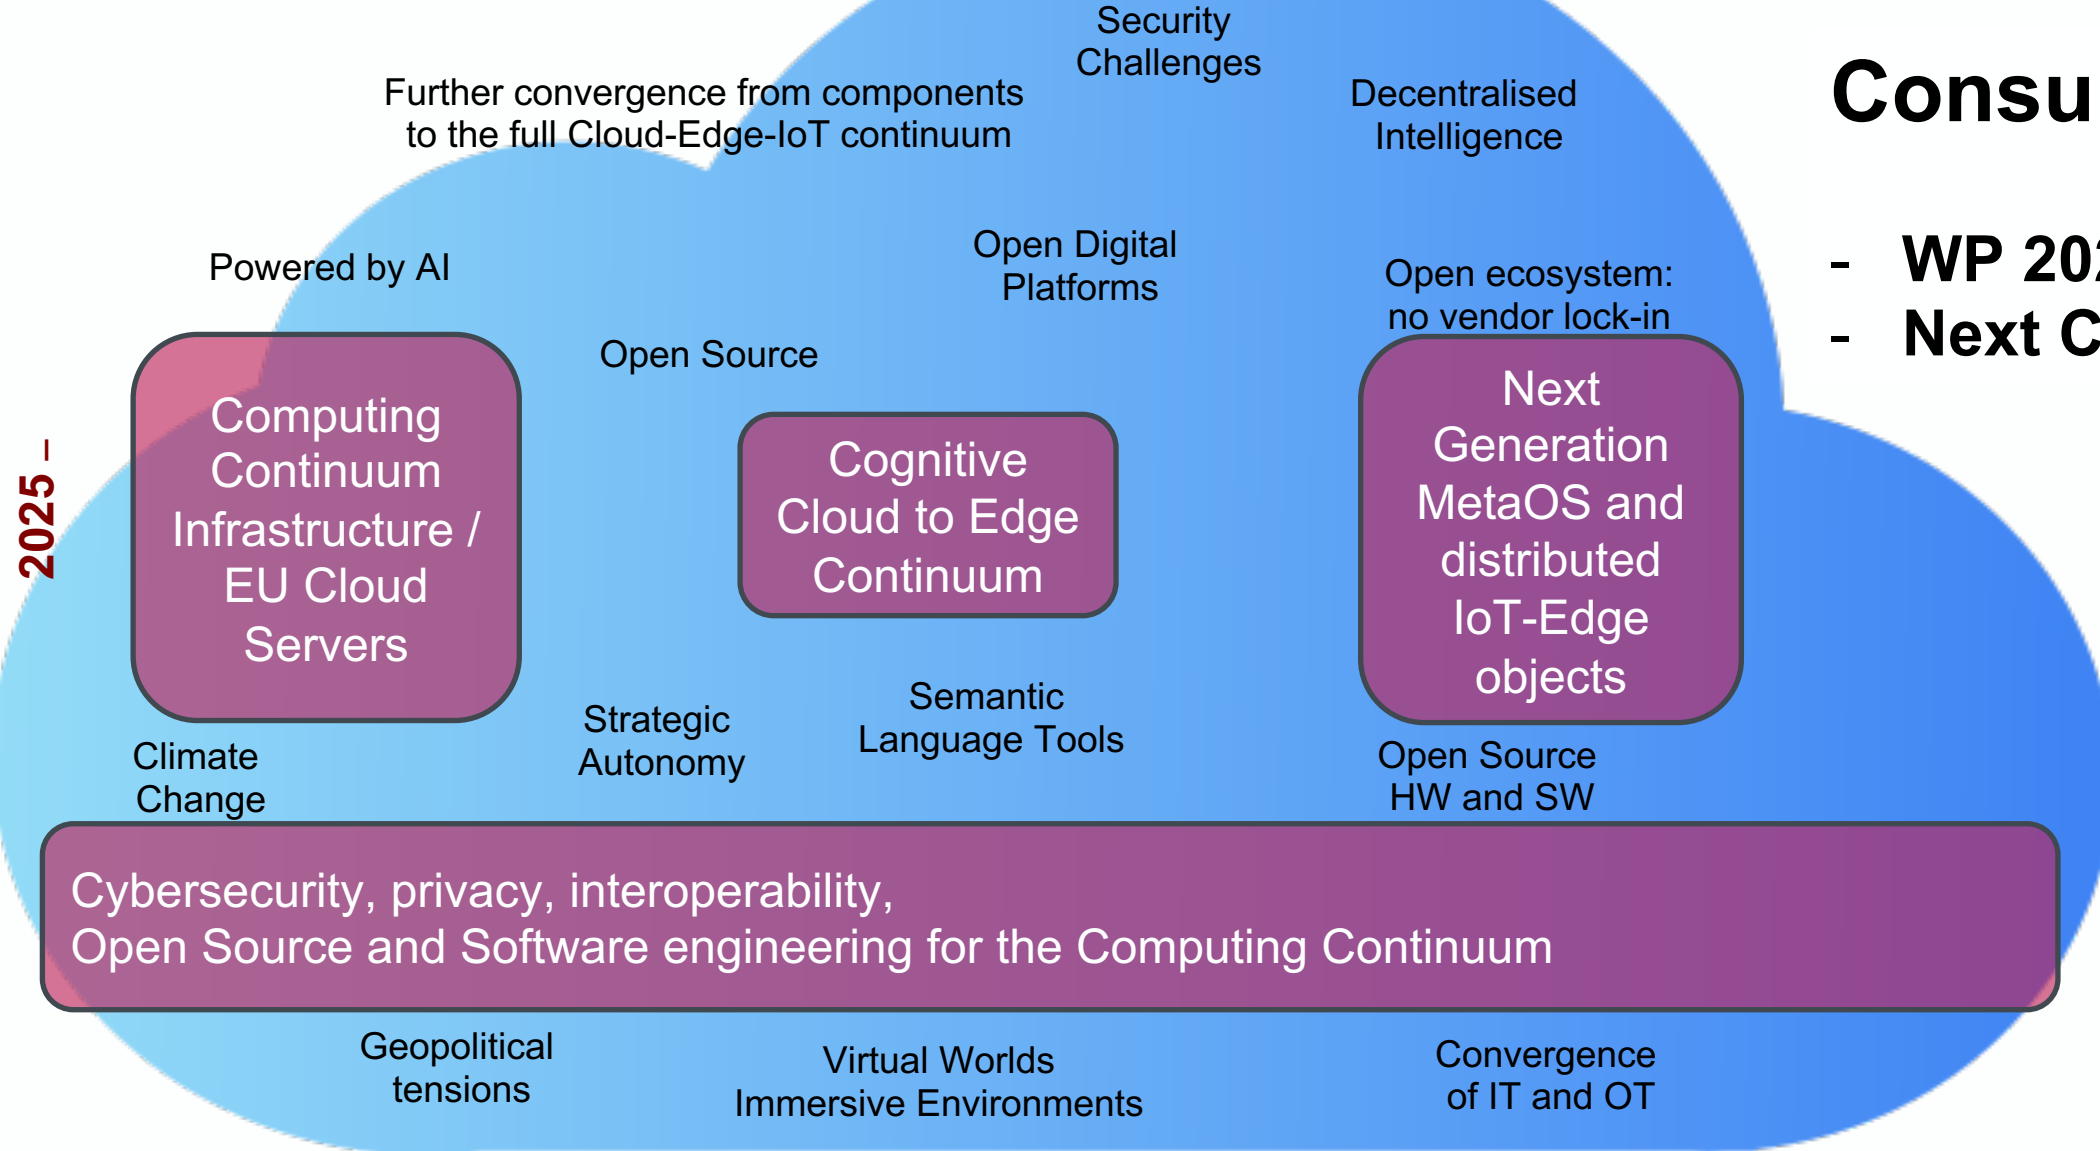 Security
Challenges
Further convergence from components
to the full Cloud-Edge-IoT continuum
Decentralised
Intelligence
Consu
Powered by AI
Open Digital
Platforms
Open ecosystem:
no vendor lock-in
- WP 202
- Next C
Open Source
Computing
Continuum
Infrastructure /
EU Cloud
Servers
Cognitive
Cloud to Edge
Continuum
Next
Generation
MetaOS and
distributed
IoT-Edge
objects
2025 –
Climate
Change
Strategic
Autonomy
Semantic
Language Tools
Open Source
HW and SW
Cybersecurity, privacy, interoperability,
Open Source and Software engineering for the Computing Continuum
Geopolitical
tensions
Virtual Worlds
Immersive Environments
Convergence
of IT and OT